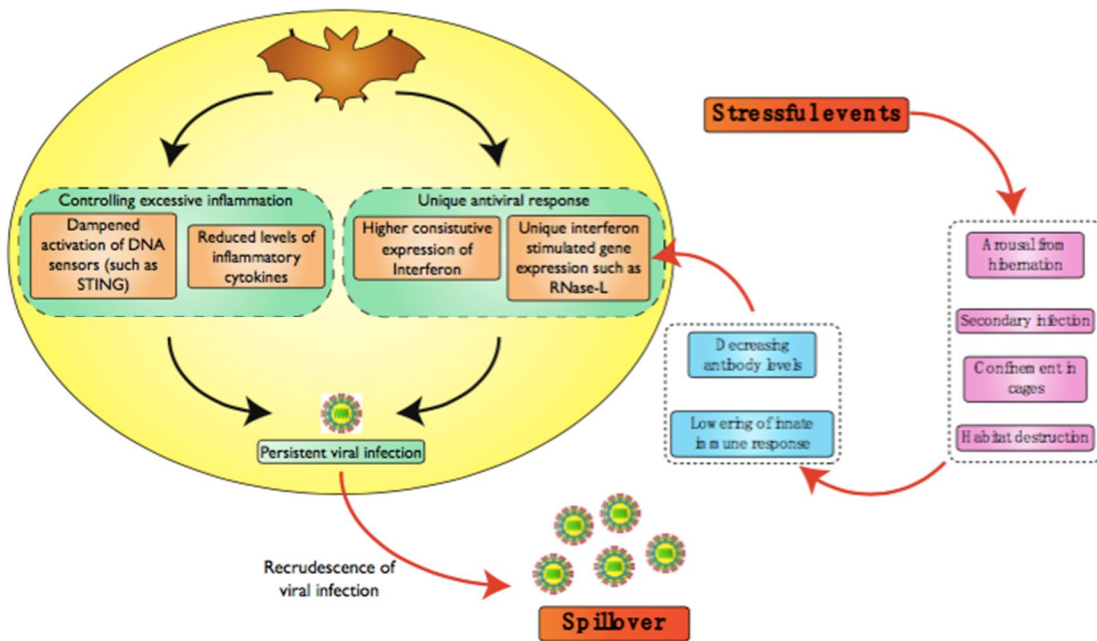 Stressful events
Controlling excessive inflammation
Dampened
activation of DNA
sensors (such as
STING)
Reduced levels of
inflammatory
cytokines
Unique antiviral response
Higher consistutive
expression of
Interferon
Unique interferon
stimulated gene
expression such as
RNase-L
Arousal from
hibernation
Secondary infection
Confinement in
cages
Habitat destruction
Decreasing
antibody levels
Lowering of innate
immune response
Persistent viral infection
Recrudescence of
viral infection
Spillover